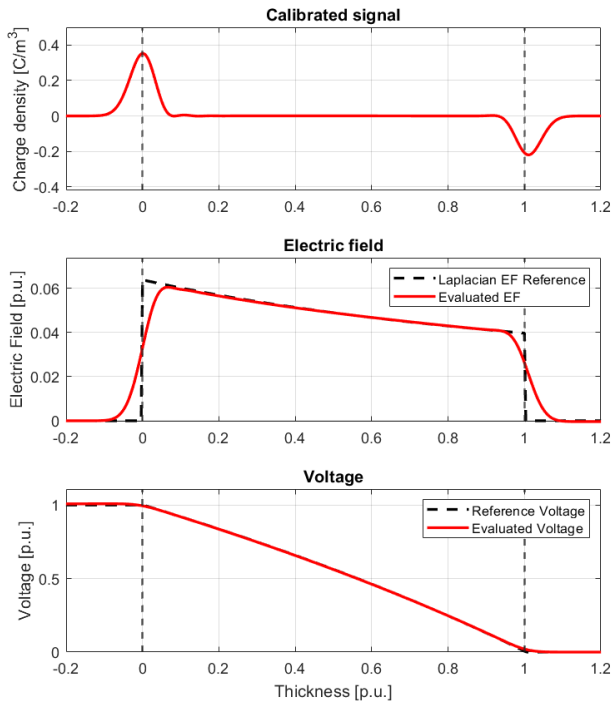 Calibrated signal
Charge density [C/m³]
0.4
0.2
0
-0.2
-0.4
-0.2 0 0.2 0.4 0.6 0.8 1 1.2
Electric field
Electric Field [p.u.]
0.06
0.04
0.02
0
Laplacian EF Reference
Evaluated EF
-0.2 0 0.2 0.4 0.6 0.8 1 1.2
Voltage
Voltage [p.u.]
1
0.5
0
Reference Voltage
Evaluated Voltage
-0.2 0 0.2 0.4 0.6 0.8 1 1.2
Thickness [p.u.]